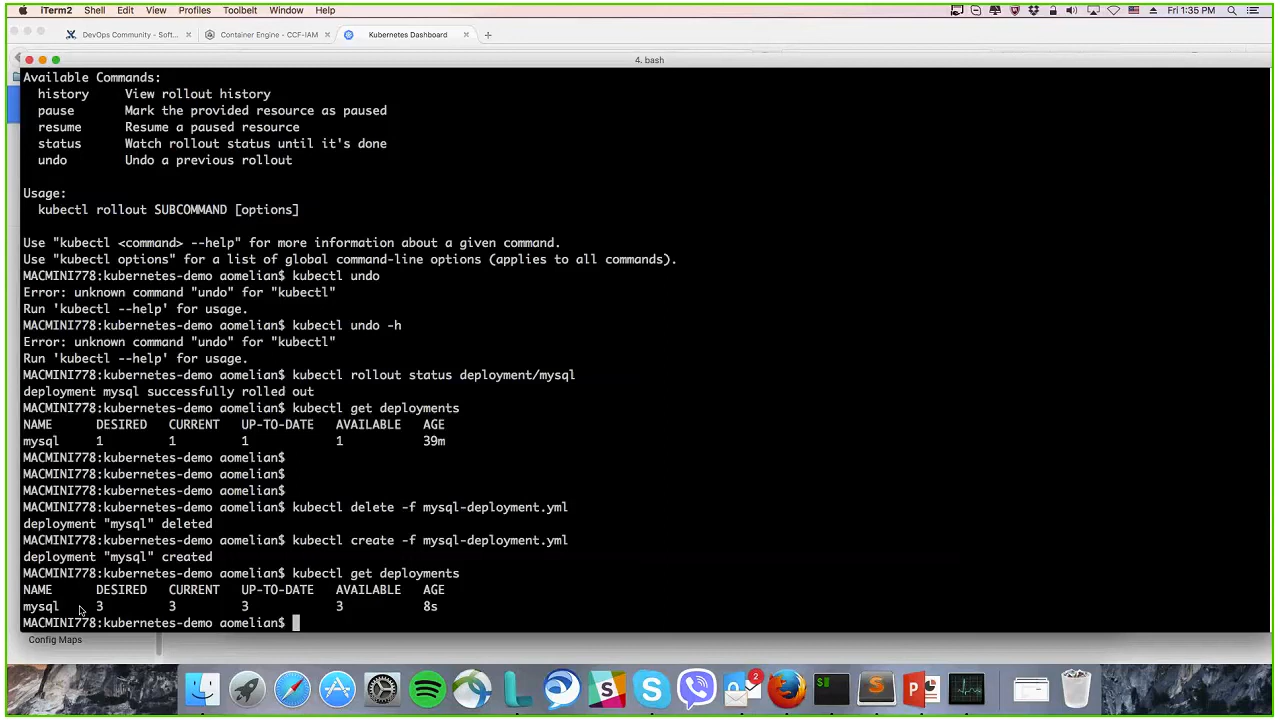 iTerm2 Shell Edit View Profiles Toolbelt Window Help Fri 1:35 PM
DevOps Community - Soft... Container Engine - CCF-IAM Kubernetes Dashboard
4. bash
Available Commands:
history View rollout history
pause Mark the provided resource as paused
resume Resume a paused resource
status Watch rollout status until it's done
undo Undo a previous rollout
Usage:
kubectl rollout SUBCOMMAND [options]
Use "kubectl <command> --help" for more information about a given command.
Use "kubectl options" for a list of global command-line options (applies to all commands).
MACMINI778:kubernetes-demo aomelian$ kubectl undo
Error: unknown command "undo" for "kubectl"
Run 'kubectl --help' for usage.
MACMINI778:kubernetes-demo aomelian$ kubectl undo -h
Error: unknown command "undo" for "kubectl"
Run 'kubectl --help' for usage.
MACMINI778:kubernetes-demo aomelian$ kubectl rollout status deployment/mysql
deployment mysql successfully rolled out
MACMINI778:kubernetes-demo aomelian$ kubectl get deployments
NAME DESIRED CURRENT UP-TO-DATE AVAILABLE AGE
mysql 1 1 1 1 39m
MACMINI778:kubernetes-demo aomelian$
MACMINI778:kubernetes-demo aomelian$
MACMINI778:kubernetes-demo aomelian$
MACMINI778:kubernetes-demo aomelian$ kubectl delete -f mysql-deployment.yml
deployment "mysql" deleted
MACMINI778:kubernetes-demo aomelian$ kubectl create -f mysql-deployment.yml
deployment "mysql" created
MACMINI778:kubernetes-demo aomelian$ kubectl get deployments
NAME DESIRED CURRENT UP-TO-DATE AVAILABLE AGE
mysql 3 3 3 3 8s
MACMINI778:kubernetes-demo aomelian$
Config Maps
2